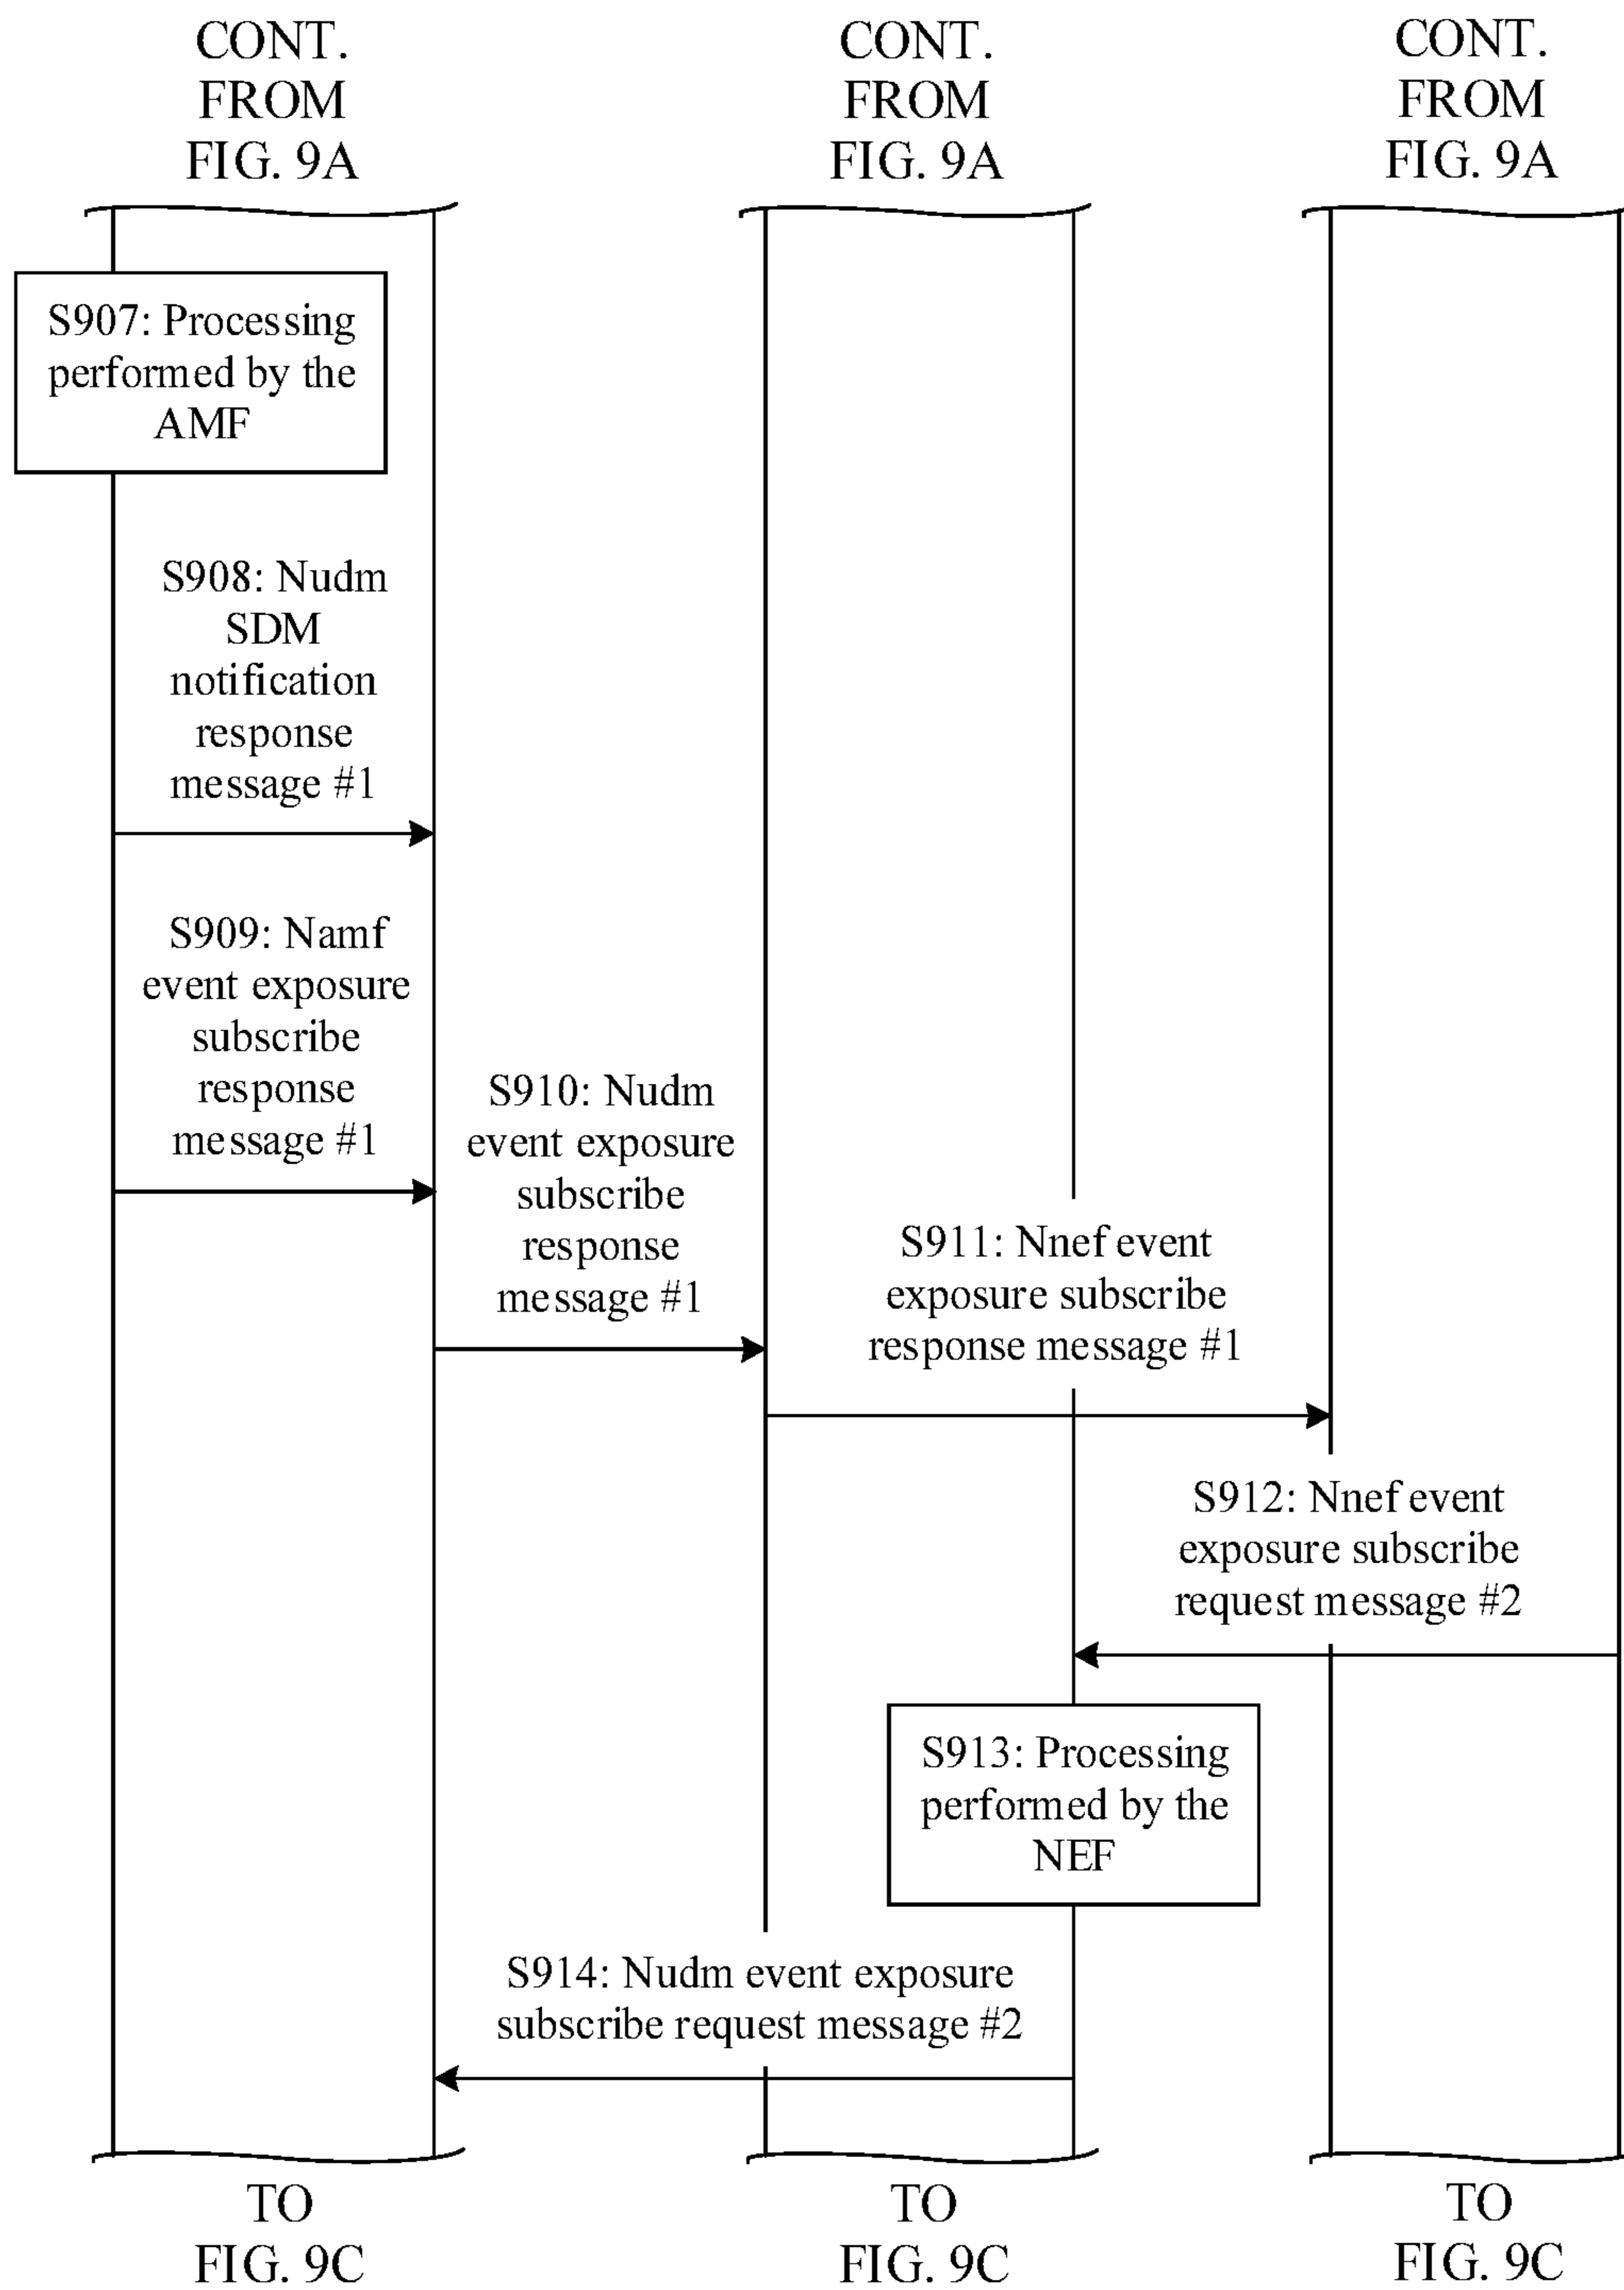 CONT.
FROM
FIG. 9A
CONT.
FROM
FIG. 9A
CONT.
FROM
FIG. 9A
S907: Processing
performed by the
AMF
S908: Nudm
SDM
notification
response
message #1
S909: Namf
event exposure
subscribe
response
message #1
S910: Nudm
event exposure
subscribe
response
message #1
S911: Nnef event
exposure subscribe
response message #1
S912: Nnef event
exposure subscribe
request message #2
S913: Processing
performed by the
NEF
S914: Nudm event exposure
subscribe request message #2
TO
FIG. 9C
TO
FIG. 9C
TO
FIG. 9C